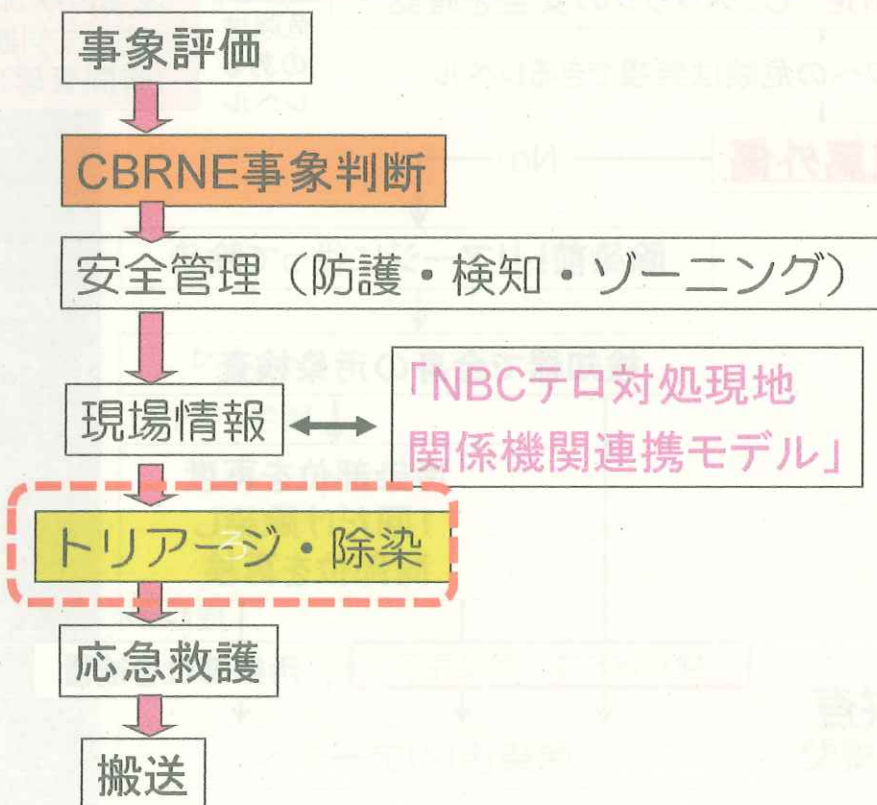 事象評価
CBRNE事象判断
安全管理（防護・検知・ゾーニング）
現場情報
「NBCテロ対処現地
関係機関連携モデル」
トリアージ・除染
応急救護
搬送